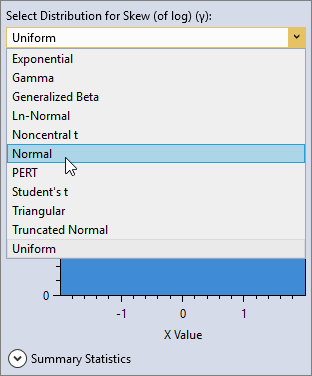 Select Distribution for Skew (of log) (γ):
Uniform
Exponential
Gamma
Generalized Beta
Ln-Normal
Noncentral t
Normal
PERT
Student's t
Triangular
Truncated Normal
Uniform
0
-1 0 1
X Value
Summary Statistics